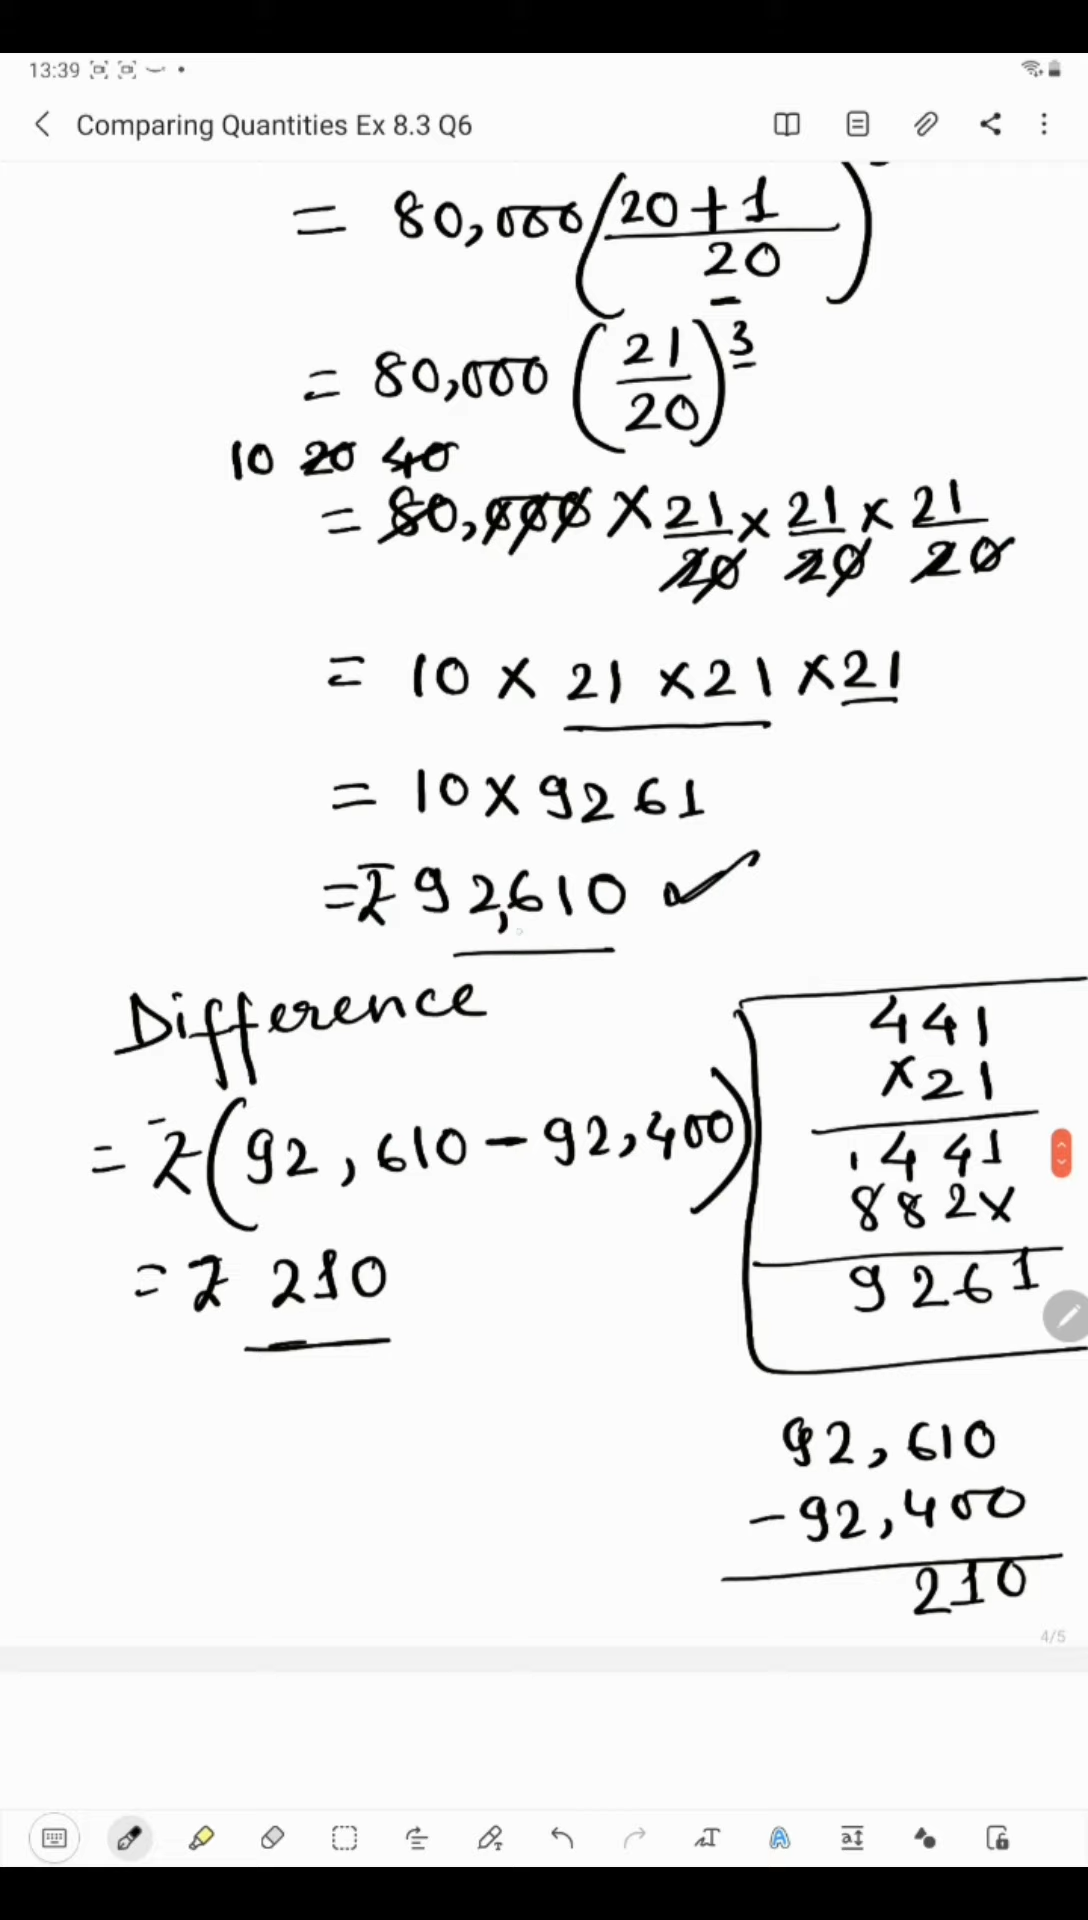 13:39
Comparing Quantities Ex 8.3 Q6
= 80,000 (20+1/20)
= 80,000 (21/20)³
10 20 40
= 80,000 × 21/20 × 21/20 × 21/20
= 10 × 21 × 21 × 21
= 10 × 9261
= ₹ 92,610 ✓
Difference
= ₹ (92,610 - 92,400)
= ₹ 210
441
×21
1441
882×
9261
92,610
-92,400
210
4/5